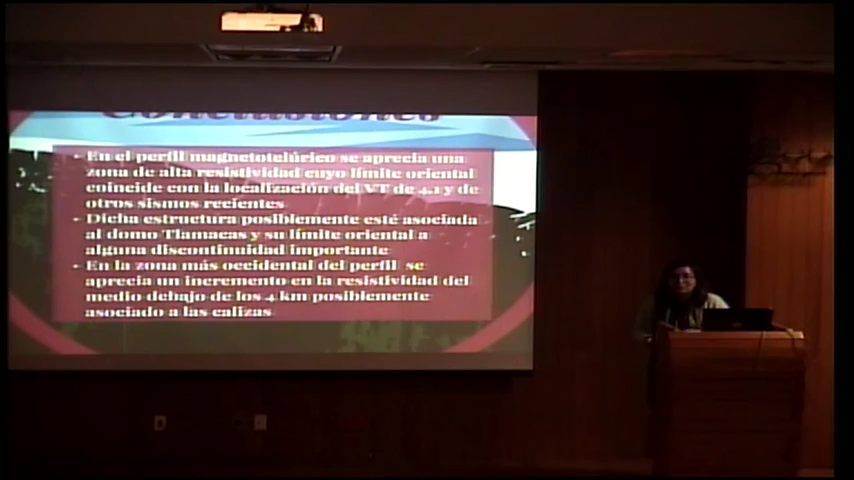 Conclusiones
- En el perfil magnetotelúrico se aprecia una
zona de alta resistividad cuyo límite oriental
coincide con la localización del VT de 4.1 y de
otros sismos recientes
- Dicha estructura posiblemente esté asociada
al domo Tlamacas y su límite oriental a
alguna discontinuidad importante
- En la zona más occidental del perfil se
aprecia un incremento en la resistividad del
medio debajo de los 4 km posiblemente
asociado a las calizas